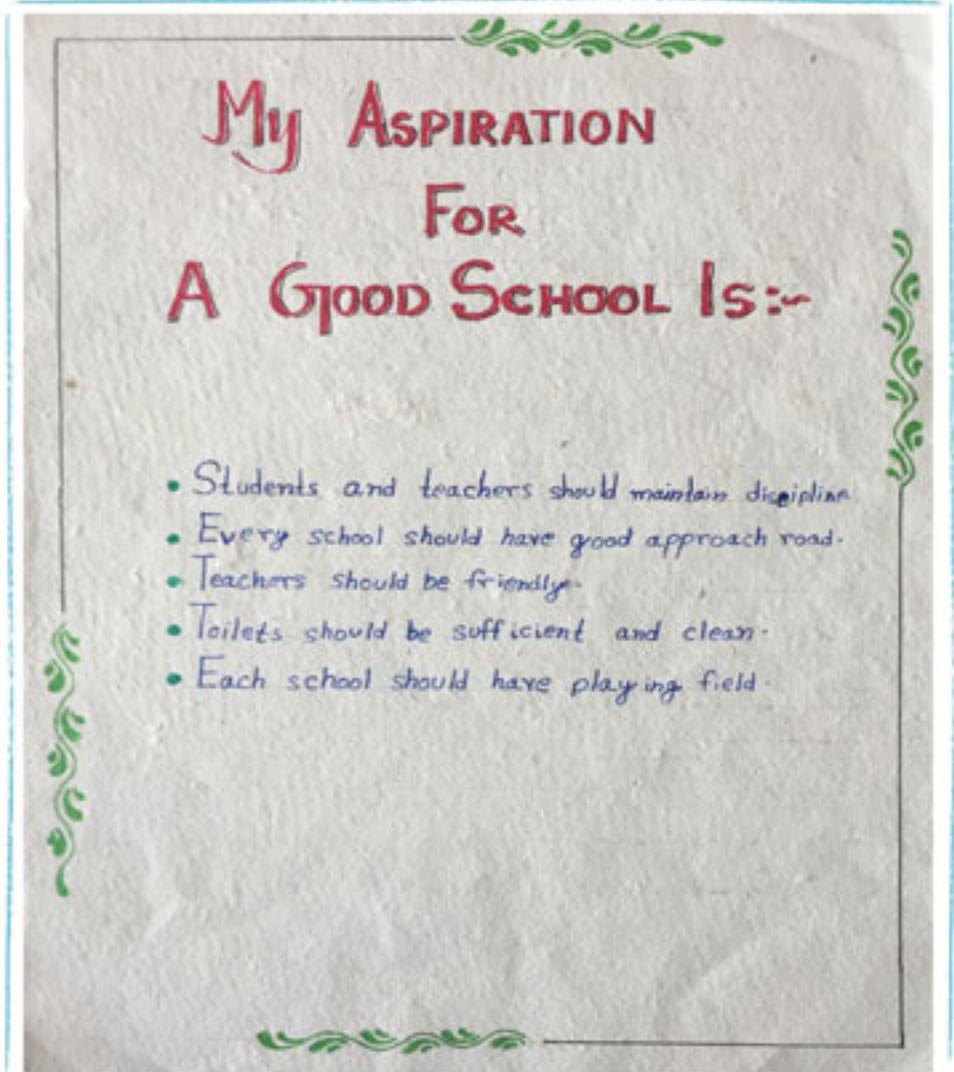 My ASPIRATION
FOR
A GOOD SCHOOL IS:~
• Students and teachers should maintain discipline
• Every school should have good approach road.
• Teachers should be friendly.
• Toilets should be sufficient and clean.
• Each school should have playing field.